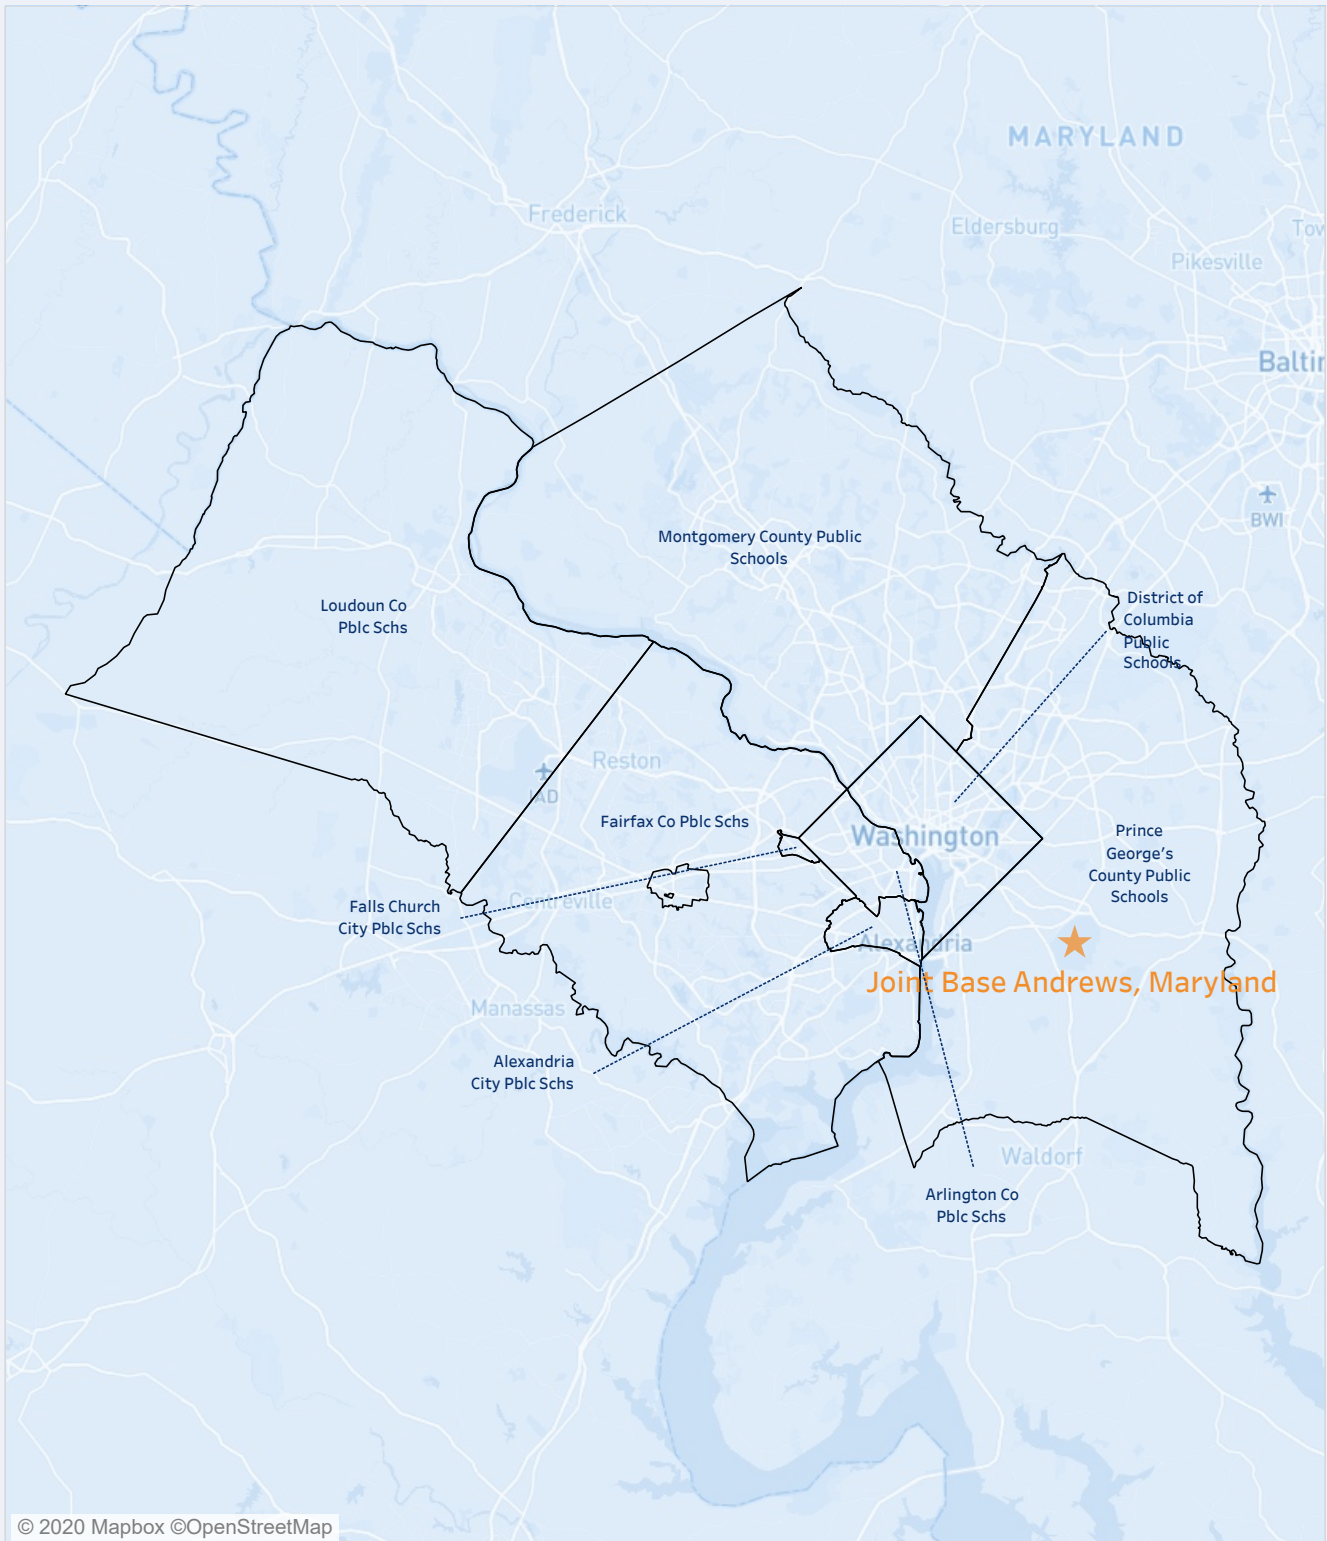 MARYLAND
Frederick
Eldersburg
Tow
Pikesville
Baltir
BWI
Montgomery County Public
Schools
District of
Columbia
Public
Schools
Loudoun Co
Pblc Schs
Reston
IAD
Fairfax Co Pblc Schs
Washington
Prince
George's
County Public
Schools
Centreville
Falls Church
City Pblc Schs
Alexandria
Joint Base Andrews, Maryland
Manassas
Alexandria
City Pblc Schs
Waldorf
Arlington Co
Pblc Schs
© 2020 Mapbox ©OpenStreetMap